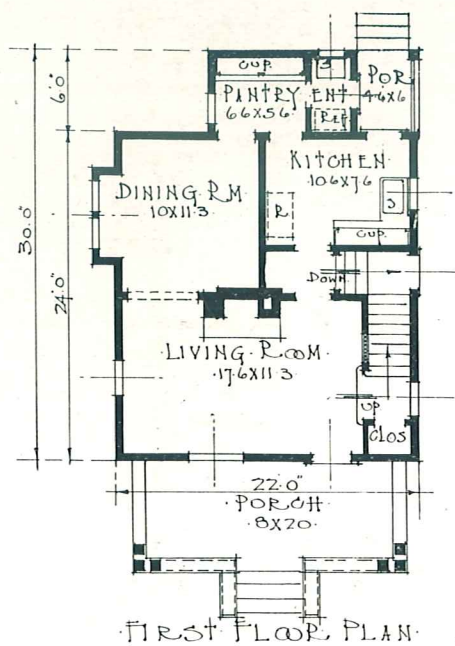 CUP.
S
POR
4 6X6
PANTRY
6 6X5 6
ENT.
REF
6'0"
KITCHEN
10 6X7 6
DINING RM
10X11 3
R
S
CUP.
30.0"
24.0"
DOWN
LIVING ROOM
17 6X11 3
UP
CLOS
22.0"
PORCH
8X20
FIRST FLOOR PLAN